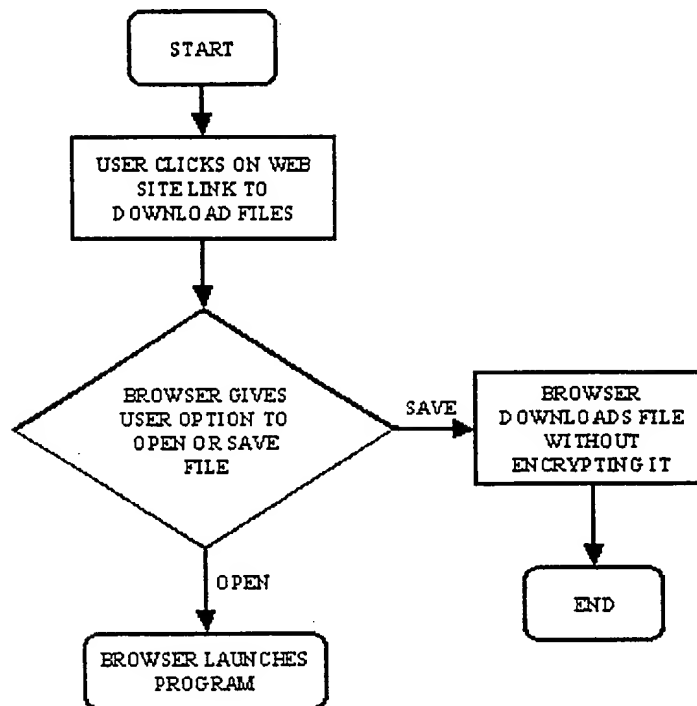 START
USER CLICKS ON WEB
SITE LINK TO
DOWNLOAD FILES
BROWSER GIVES
USER OPTION TO
OPEN OR SAVE
FILE
SAVE
BROWSER
DOWNLOADS FILE
WITHOUT
ENCRYPTING IT
END
OPEN
BROWSER LAUNCHES
PROGRAM